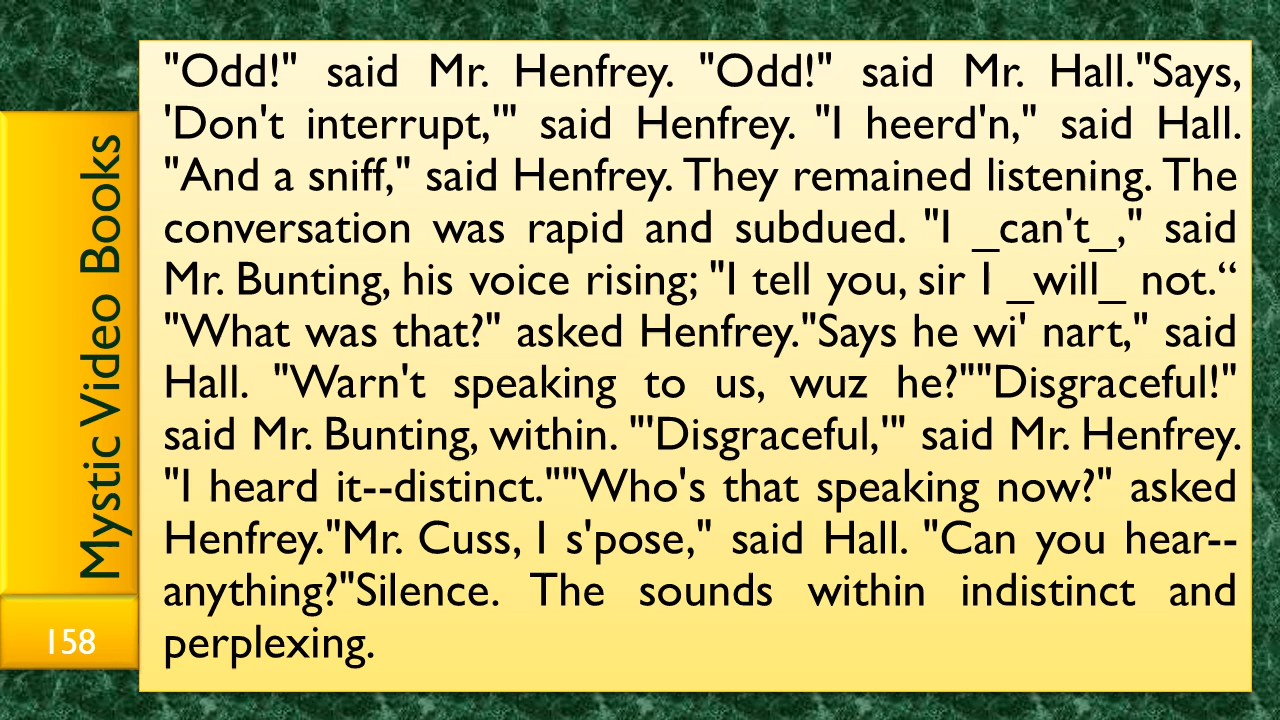 "Odd!" said Mr. Henfrey. "Odd!" said Mr. Hall."Says,
'Don't interrupt,'" said Henfrey. "I heerd'n," said Hall.
"And a sniff," said Henfrey. They remained listening. The
conversation was rapid and subdued. "I _can't_," said
Mr. Bunting, his voice rising; "I tell you, sir I _will_ not.“
"What was that?" asked Henfrey."Says he wi' nart," said
Hall. "Warn't speaking to us, wuz he?""Disgraceful!"
said Mr. Bunting, within. "'Disgraceful,'" said Mr. Henfrey.
"I heard it--distinct.""Who's that speaking now?" asked
Henfrey."Mr. Cuss, I s'pose," said Hall. "Can you hear--
anything?"Silence. The sounds within indistinct and
perplexing.
Mystic Video Books
158